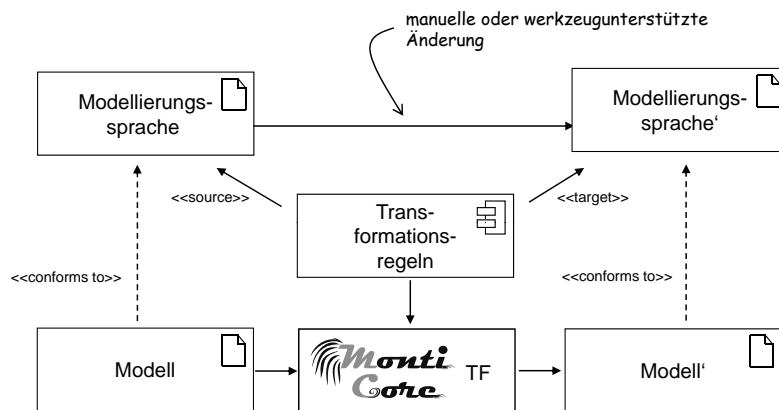 manuelle oder werkzeugunterstützte
Änderung
Modellierungs-
sprache
Modellierungs-
sprache‘
<<source>>
<<target>>
Trans-
formations-
regeln
<<conforms to>>
<<conforms to>>
Modell
Monti
Core
TF
Modell‘